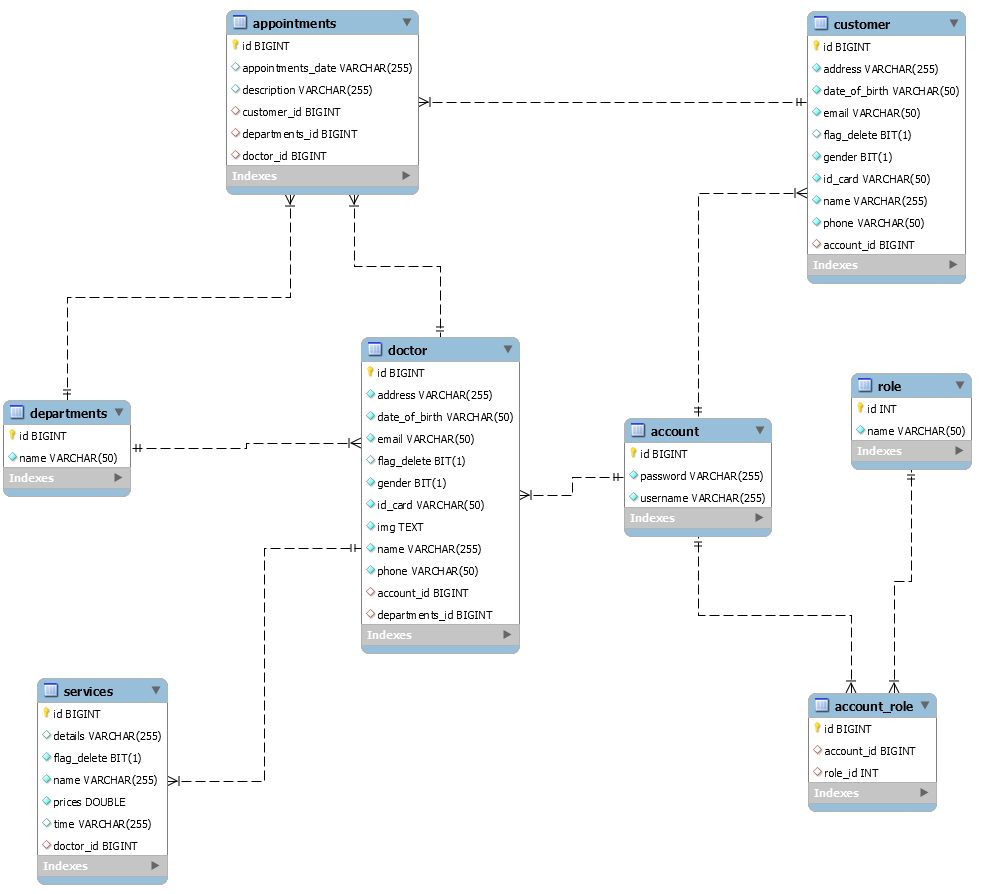 appointments
id BIGINT
appointments_date VARCHAR(255)
description VARCHAR(255)
customer_id BIGINT
departments_id BIGINT
doctor_id BIGINT
Indexes
customer
id BIGINT
address VARCHAR(255)
date_of_birth VARCHAR(50)
email VARCHAR(50)
flag_delete BIT(1)
gender BIT(1)
id_card VARCHAR(50)
name VARCHAR(255)
phone VARCHAR(50)
account_id BIGINT
Indexes
departments
id BIGINT
name VARCHAR(50)
Indexes
doctor
id BIGINT
address VARCHAR(255)
date_of_birth VARCHAR(50)
email VARCHAR(50)
flag_delete BIT(1)
gender BIT(1)
id_card VARCHAR(50)
img TEXT
name VARCHAR(255)
phone VARCHAR(50)
account_id BIGINT
departments_id BIGINT
Indexes
account
id BIGINT
password VARCHAR(255)
username VARCHAR(255)
Indexes
role
id INT
name VARCHAR(50)
Indexes
services
id BIGINT
details VARCHAR(255)
flag_delete BIT(1)
name VARCHAR(255)
prices DOUBLE
time VARCHAR(255)
doctor_id BIGINT
Indexes
account_role
id BIGINT
account_id BIGINT
role_id INT
Indexes